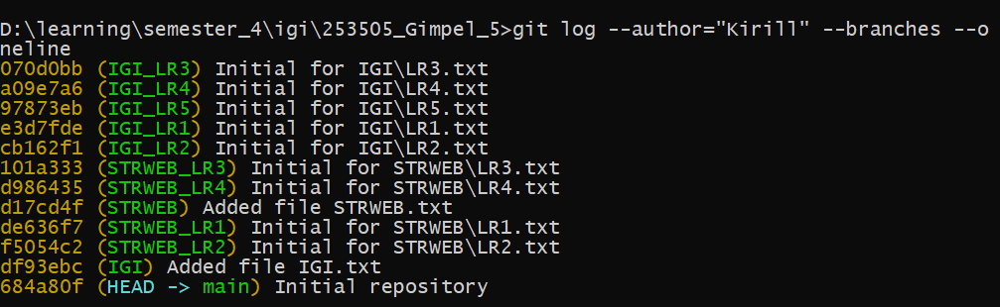 D:\learning\semester_4\igi\253505_Gimpel_5>git log --author="Kirill" --branches --o
neline
070d0bb (IGI_LR3) Initial for IGI\LR3.txt
a09e7a6 (IGI_LR4) Initial for IGI\LR4.txt
97873eb (IGI_LR5) Initial for IGI\LR5.txt
e3d7fde (IGI_LR1) Initial for IGI\LR1.txt
cb162f1 (IGI_LR2) Initial for IGI\LR2.txt
101a333 (STRWEB_LR3) Initial for STRWEB\LR3.txt
d986435 (STRWEB_LR4) Initial for STRWEB\LR4.txt
d17cd4f (STRWEB) Added file STRWEB.txt
de636f7 (STRWEB_LR1) Initial for STRWEB\LR1.txt
f5054c2 (STRWEB_LR2) Initial for STRWEB\LR2.txt
df93ebc (IGI) Added file IGI.txt
684a80f (HEAD -> main) Initial repository